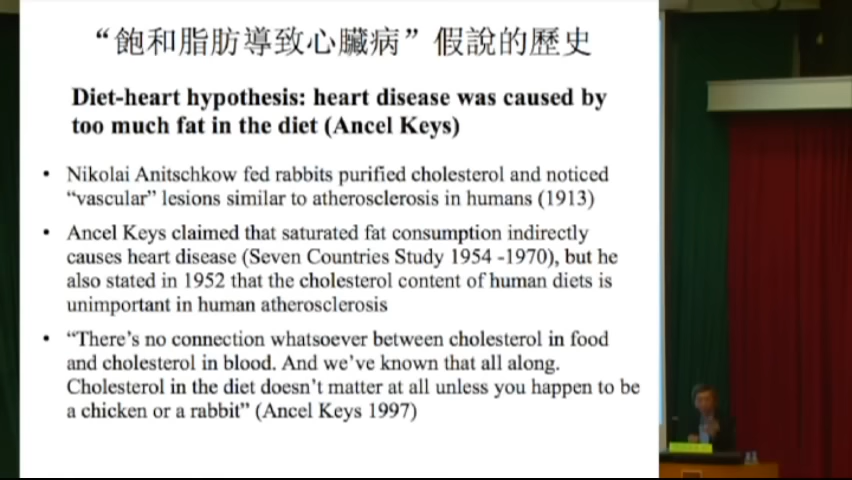 “飽和脂肪導致心臟病” 假說的歷史
Diet-heart hypothesis: heart disease was caused by
too much fat in the diet (Ancel Keys)
• Nikolai Anitschkow fed rabbits purified cholesterol and noticed
“vascular” lesions similar to atherosclerosis in humans (1913)
• Ancel Keys claimed that saturated fat consumption indirectly
causes heart disease (Seven Countries Study 1954 -1970), but he
also stated in 1952 that the cholesterol content of human diets is
unimportant in human atherosclerosis
• “There’s no connection whatsoever between cholesterol in food
and cholesterol in blood. And we’ve known that all along.
Cholesterol in the diet doesn’t matter at all unless you happen to be
a chicken or a rabbit” (Ancel Keys 1997)